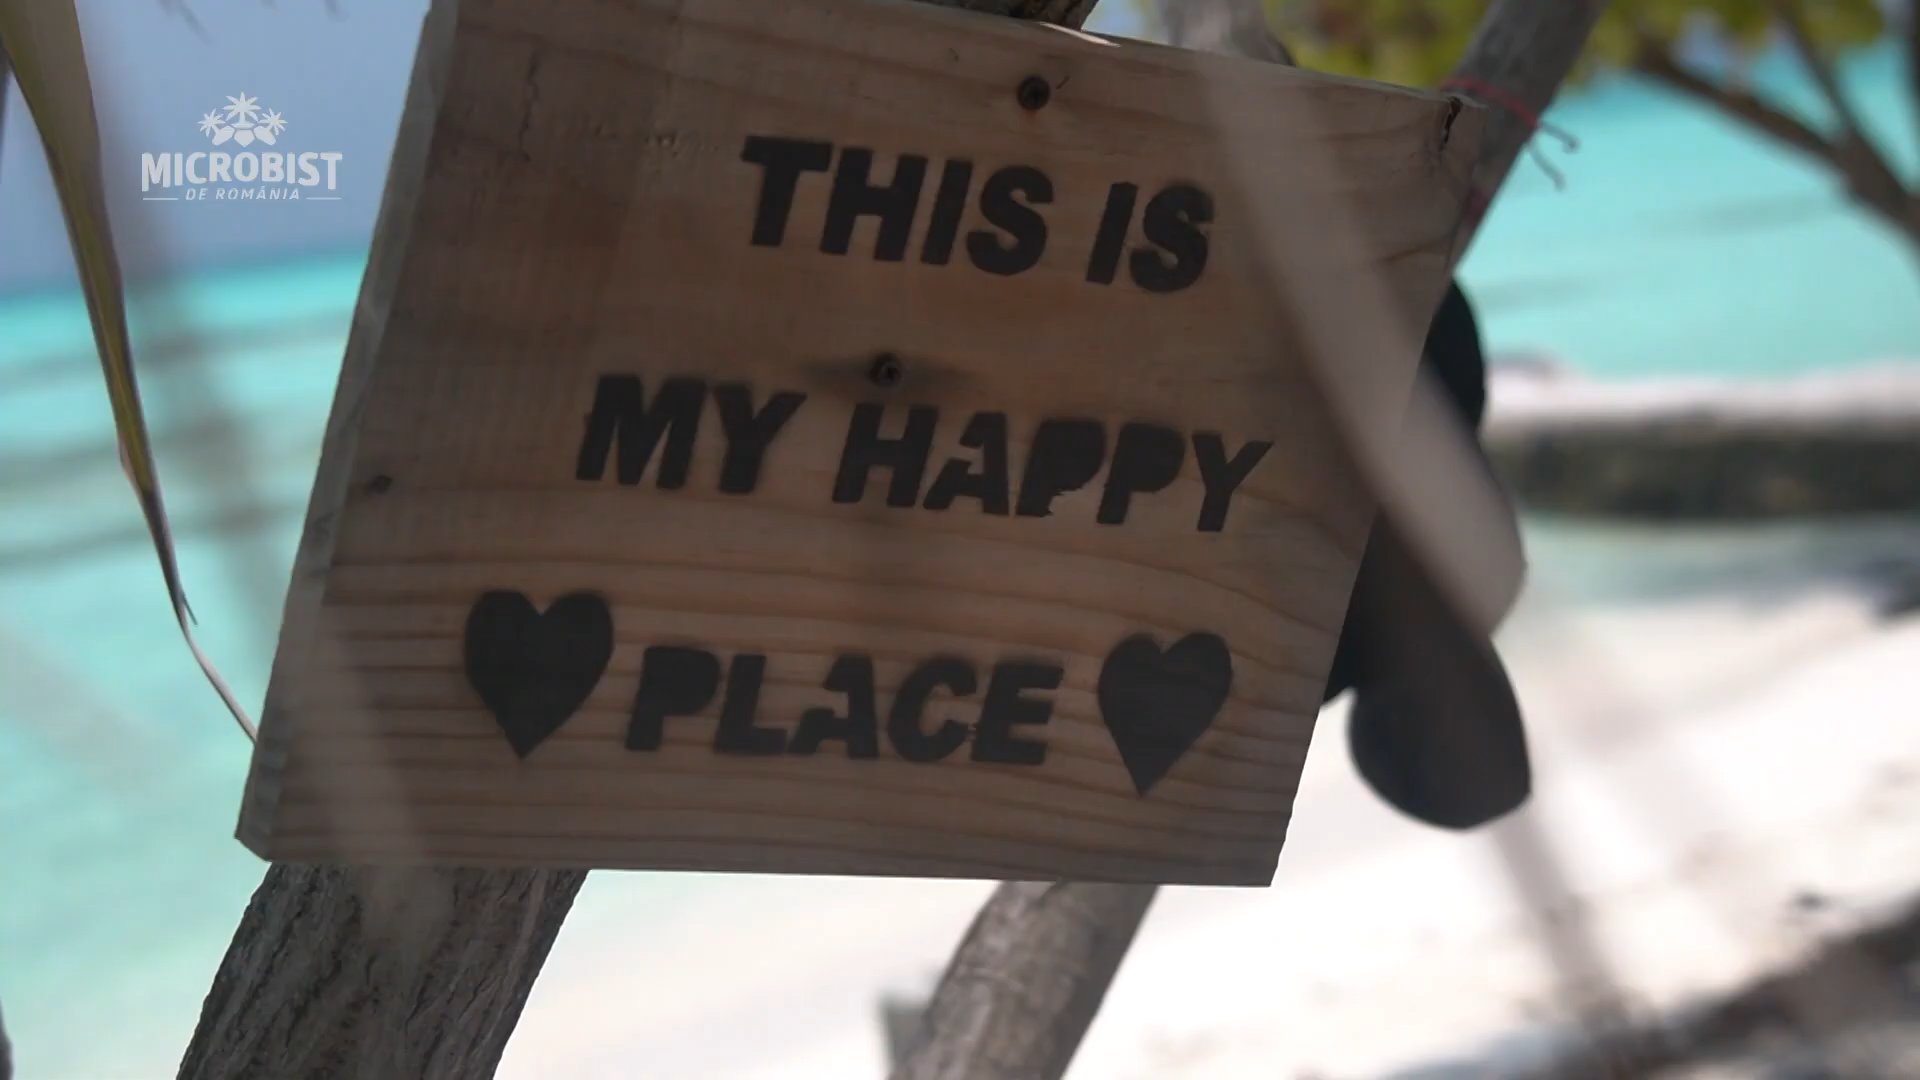 MICROBIST
DE ROMÂNIA
THIS IS
MY HAPPY
PLACE